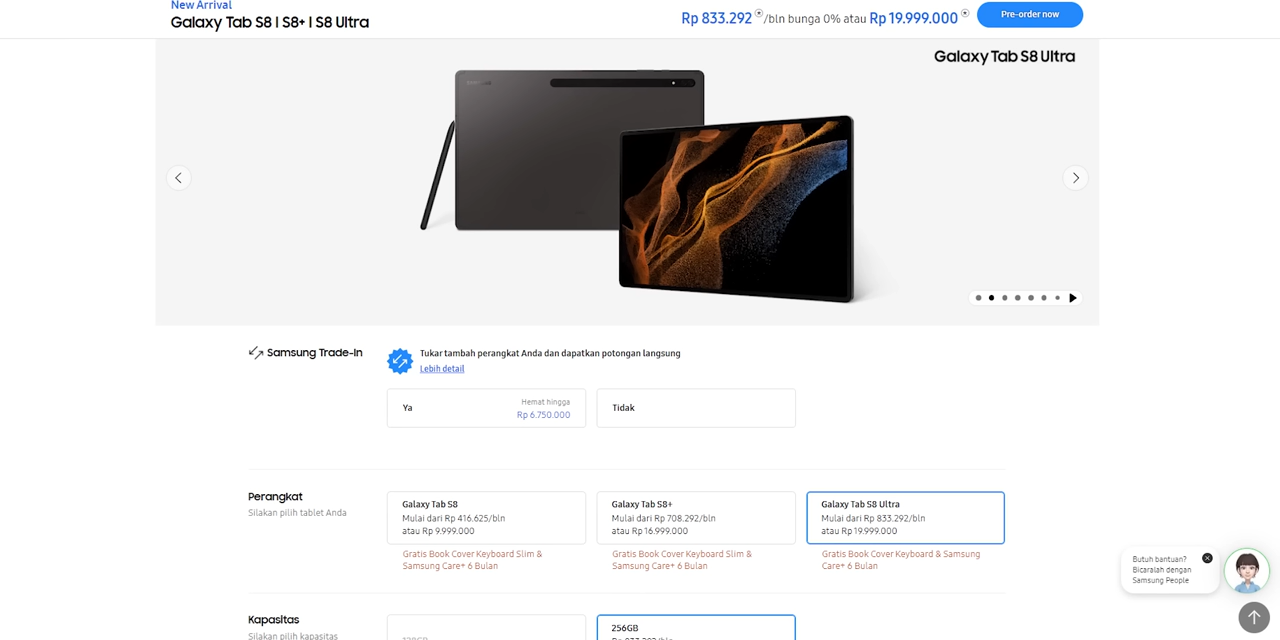 New Arrival
Galaxy Tab S8 | S8+ | S8 Ultra
Rp 833.292 /bln bunga 0% atau Rp 19.999.000
Pre-order now
Galaxy Tab S8 Ultra
Samsung Trade-In
Tukar tambah perangkat Anda dan dapatkan potongan langsung
Lebih detail
Ya
Hemat hingga
Rp 6.750.000
Tidak
Perangkat
Silakan pilih tablet Anda
Galaxy Tab S8
Mulai dari Rp 416.625/bln
atau Rp 9.999.000
Gratis Book Cover Keyboard Slim &
Samsung Care+ 6 Bulan
Galaxy Tab S8+
Mulai dari Rp 708.292/bln
atau Rp 16.999.000
Gratis Book Cover Keyboard Slim &
Samsung Care+ 6 Bulan
Galaxy Tab S8 Ultra
Mulai dari Rp 833.292/bln
atau Rp 19.999.000
Gratis Book Cover Keyboard & Samsung
Care+ 6 Bulan
Butuh bantuan?
Bicaralah dengan
Samsung People
Kapasitas
Silakan pilih kapasitas
256GB